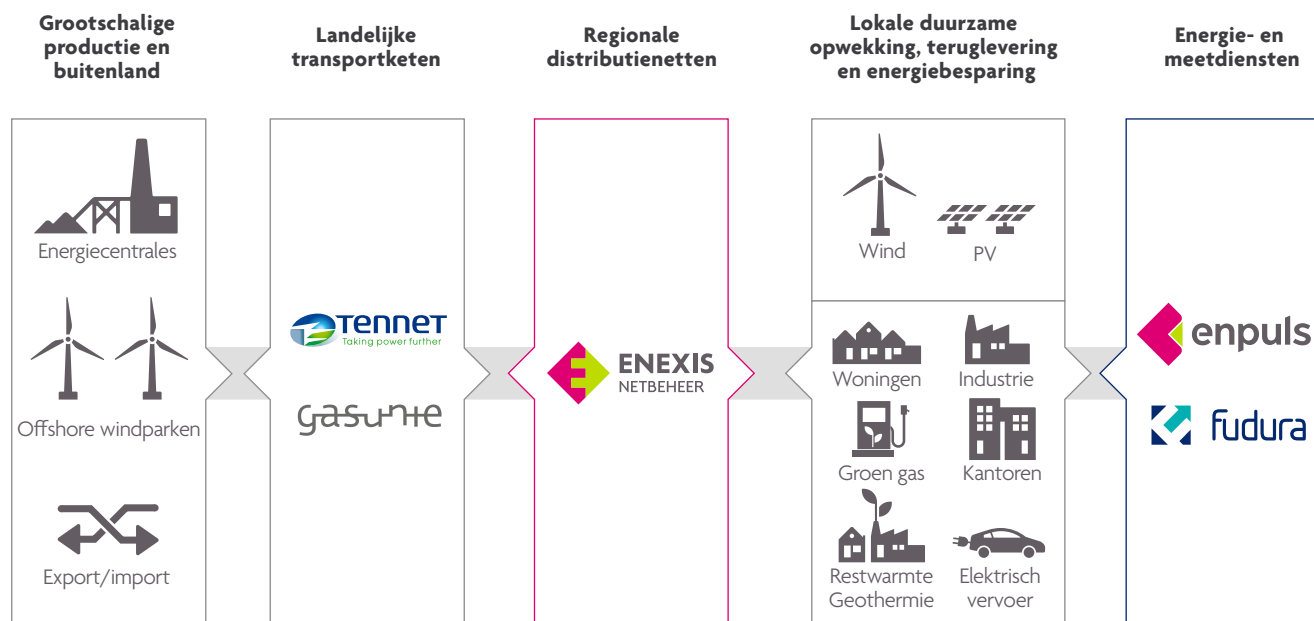 Grootschalige
productie en
buitenland
Landelijke
transportketen
Regionale
distributienetten
Lokale duurzame
opwekking, teruglevering
en energiebesparing
Energie- en
meetdiensten
Energiecentrales
Offshore windparken
Export/import
TENNET
Taking power further
gasunie
ENEXIS
NETBEHEER
Wind
PV
Woningen
Industrie
Groen gas
Kantoren
Restwarmte
Geothermie
Elektrisch
vervoer
enpuls
fudura